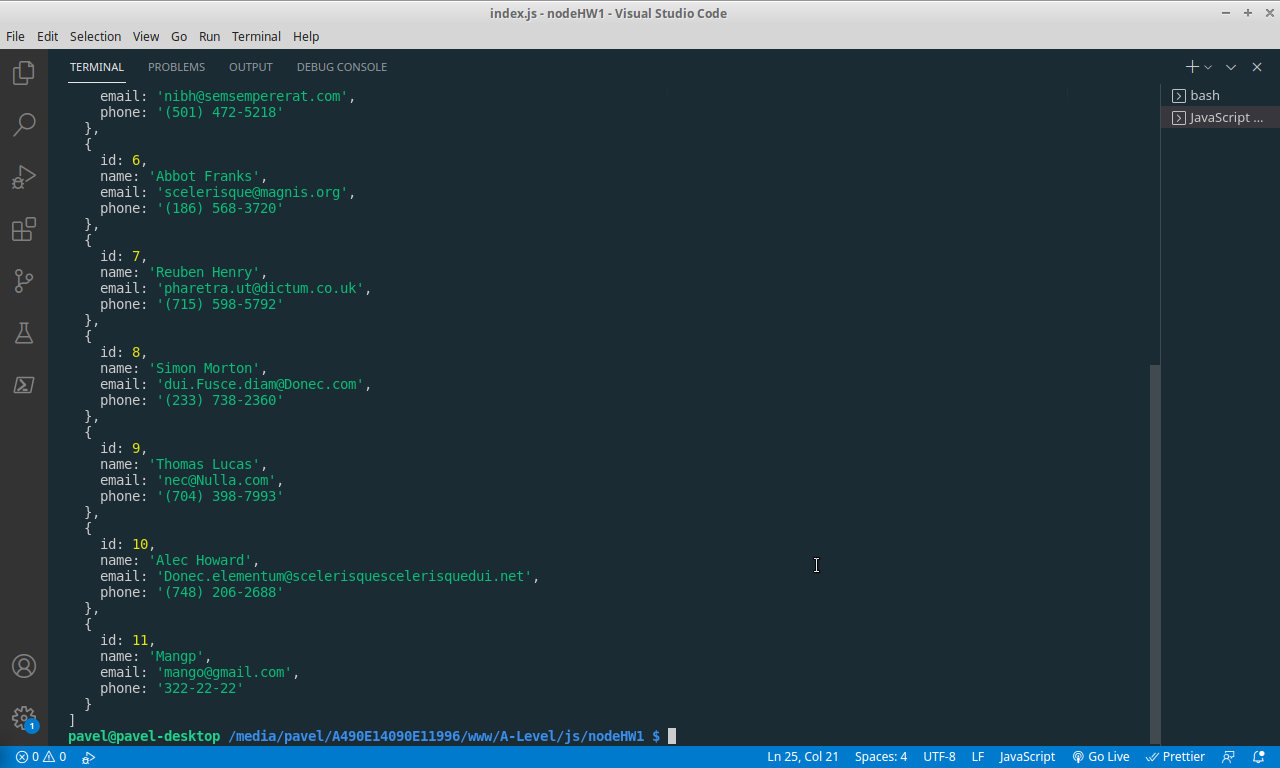 index.js - nodeHW1 - Visual Studio Code
File Edit Selection View Go Run Terminal Help
TERMINAL PROBLEMS OUTPUT DEBUG CONSOLE
bash
JavaScript ...
email: 'nibh@semsempererat.com',
phone: '(501) 472-5218'
},
{
id: 6,
name: 'Abbot Franks',
email: 'scelerisque@magnis.org',
phone: '(186) 568-3720'
},
{
id: 7,
name: 'Reuben Henry',
email: 'pharetra.ut@dictum.co.uk',
phone: '(715) 598-5792'
},
{
id: 8,
name: 'Simon Morton',
email: 'dui.Fusce.diam@Donec.com',
phone: '(233) 738-2360'
},
{
id: 9,
name: 'Thomas Lucas',
email: 'nec@Nulla.com',
phone: '(704) 398-7993'
},
{
id: 10,
name: 'Alec Howard',
email: 'Donec.elementum@scelerisquescelerisquedui.net',
phone: '(748) 206-2688'
},
{
id: 11,
name: 'Mangp',
email: 'mango@gmail.com',
phone: '322-22-22'
}
]
pavel@pavel-desktop /media/pavel/A490E14090E11996/www/A-Level/js/nodeHW1 $
1
0 0 Ln 25, Col 21 Spaces: 4 UTF-8 LF JavaScript Go Live Prettier